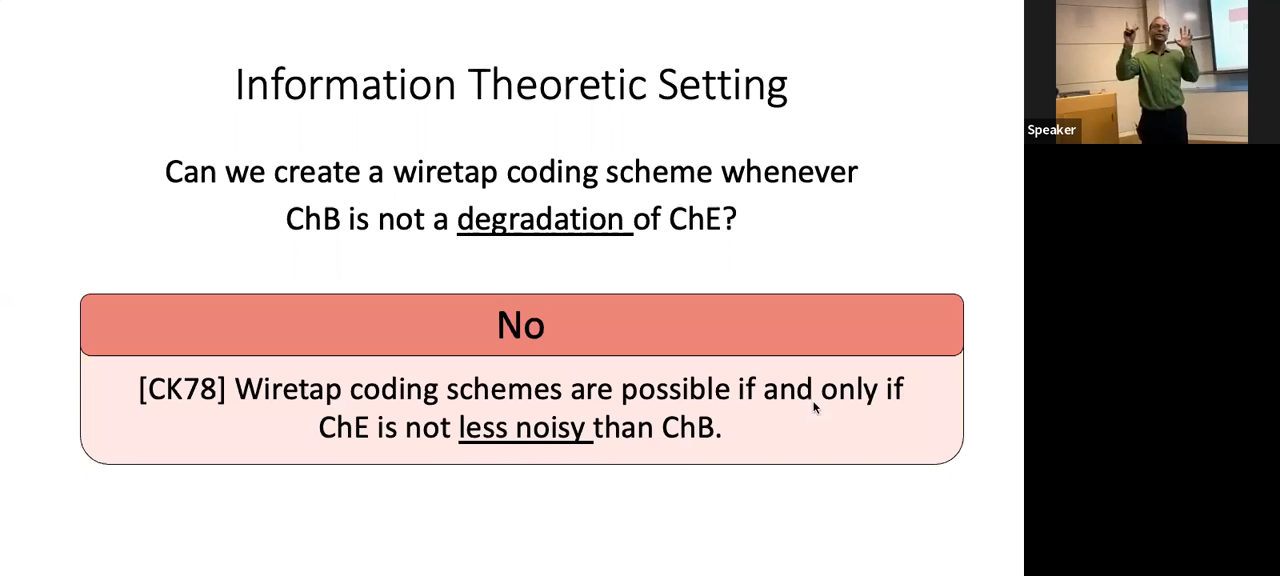 Information Theoretic Setting
Can we create a wiretap coding scheme whenever
ChB is not a degradation of ChE?
No
[CK78] Wiretap coding schemes are possible if and only if
ChE is not less noisy than ChB.
Speaker